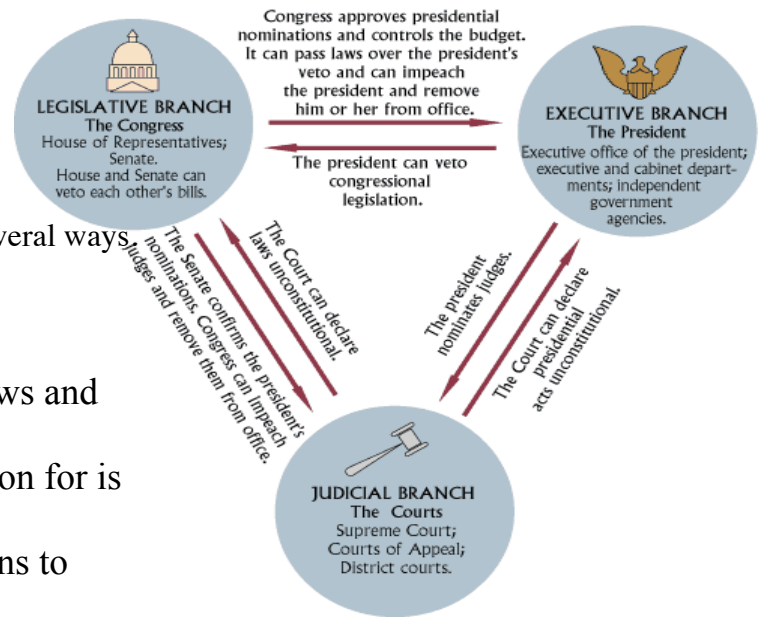 Congress approves presidential
nominations and controls the budget.
It can pass laws over the president's
veto and can impeach
the president and remove
him or her from office.
LEGISLATIVE BRANCH
The Congress
House of Representatives;
Senate.
House and Senate can
veto each other's bills.
EXECUTIVE BRANCH
The President
Executive office of the president;
executive and cabinet depart-
ments; independent
government
agencies.
The president can veto
congressional
legislation.
veral ways.
The Senate confirms the president's
nominations. Congress can impeach
judges and remove them from office.
The Court can declare
laws unconstitutional.
The president
nominates judges.
The Court can declare
presidential
acts unconstitutional.
ws and
on for is
ns to
JUDICIAL BRANCH
The Courts
Supreme Court;
Courts of Appeal;
District courts.